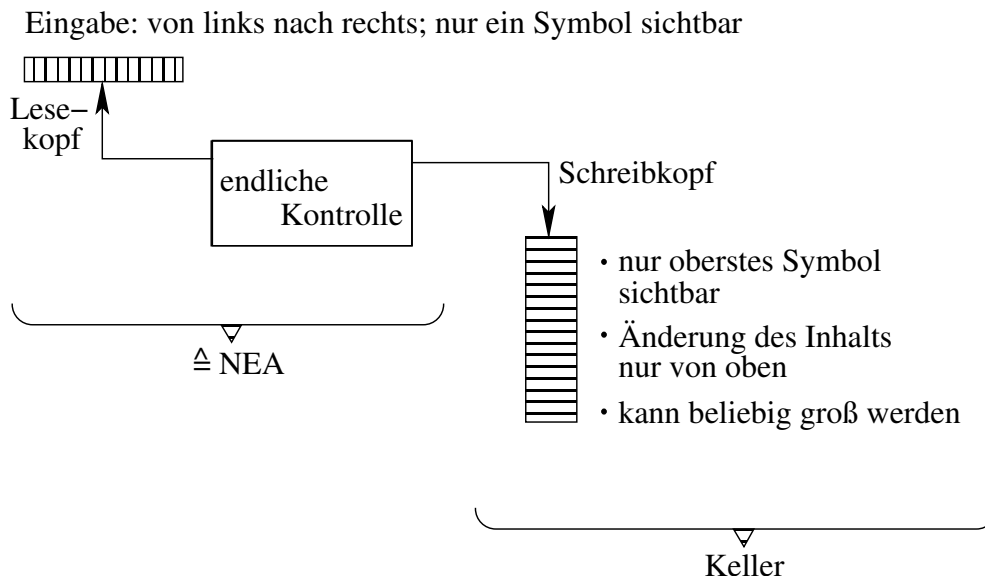 Eingabe: von links nach rechts; nur ein Symbol sichtbar
Lese–
kopf
endliche
Kontrolle
Schreibkopf
· nur oberstes Symbol
sichtbar
· Änderung des Inhalts
nur von oben
· kann beliebig groß werden
≙ NEA
Keller